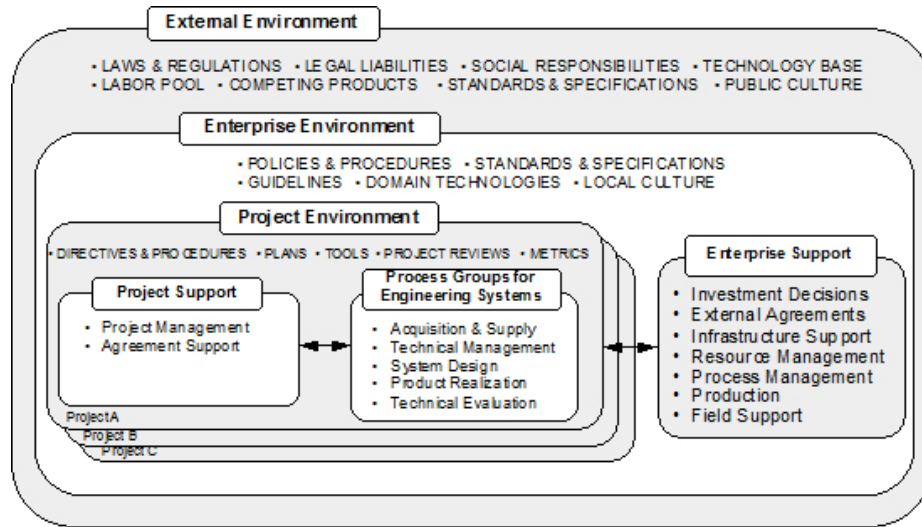 External Environment
• LAWS & REGULATIONS • LEGAL LIABILITIES • SOCIAL RESPONSIBILITIES • TECHNOLOGY BASE
• LABOR POOL • COMPETING PRODUCTS • STANDARDS & SPECIFICATIONS • PUBLIC CULTURE
Enterprise Environment
• POLICIES & PROCEDURES • STANDARDS & SPECIFICATIONS
• GUIDELINES • DOMAIN TECHNOLOGIES • LOCAL CULTURE
Project Environment
• DIRECTIVES & PROCEDURES • PLANS • TOOLS • PROJECT REVIEWS • METRICS
Project Support
• Project Management
• Agreement Support
Process Groups for
Engineering Systems
• Acquisition & Supply
• Technical Management
• System Design
• Product Realization
• Technical Evaluation
Project A
Project B
Project C
Enterprise Support
• Investment Decisions
• External Agreements
• Infrastructure Support
• Resource Management
• Process Management
• Production
• Field Support